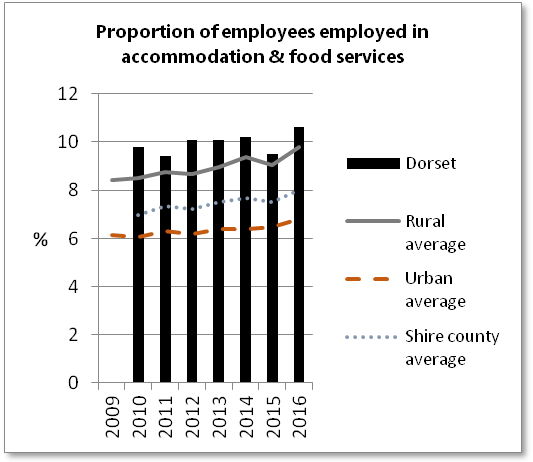 Proportion of employees employed in
accommodation & food services
12
10
8
6
4
2
0
%
2009
2010
2011
2012
2013
2014
2015
2016
Dorset
Rural
average
Urban
average
Shire county
average